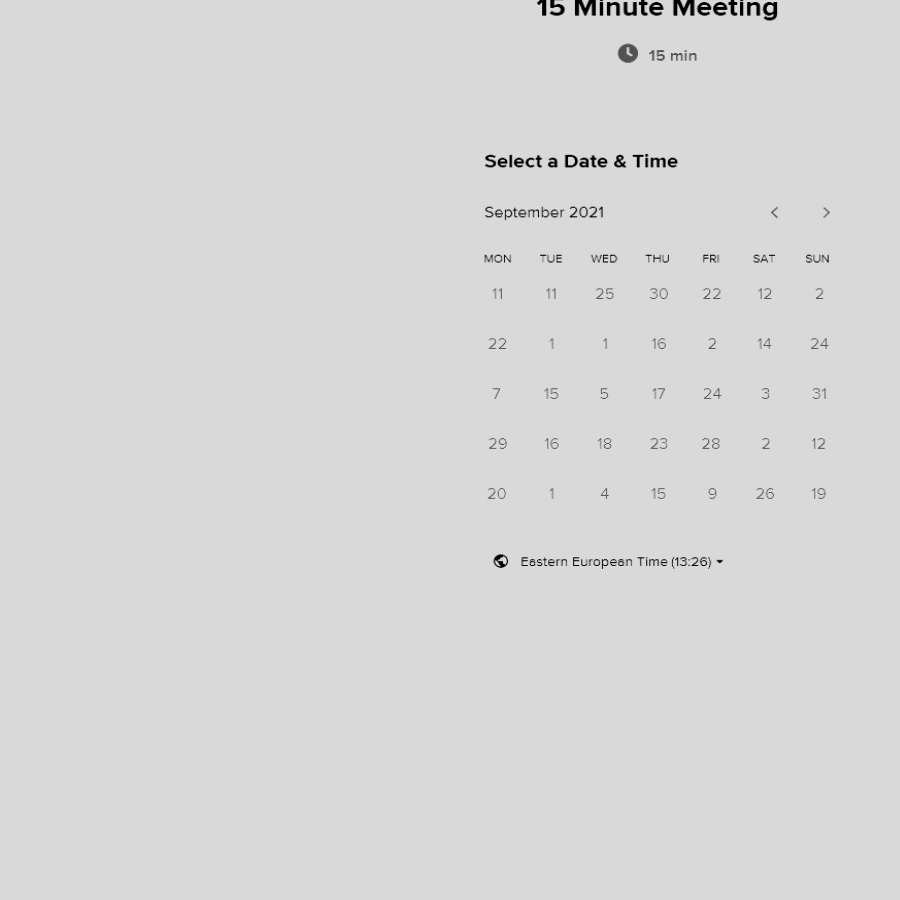 15 Minute Meeting
15 min
Select a Date & Time
September 2021
MON TUE WED THU FRI SAT SUN
11 11 25 30 22 12 2
22 1 1 16 2 14 24
7 15 5 17 24 3 31
29 16 18 23 28 2 12
20 1 4 15 9 26 19
Eastern European Time (13:26)